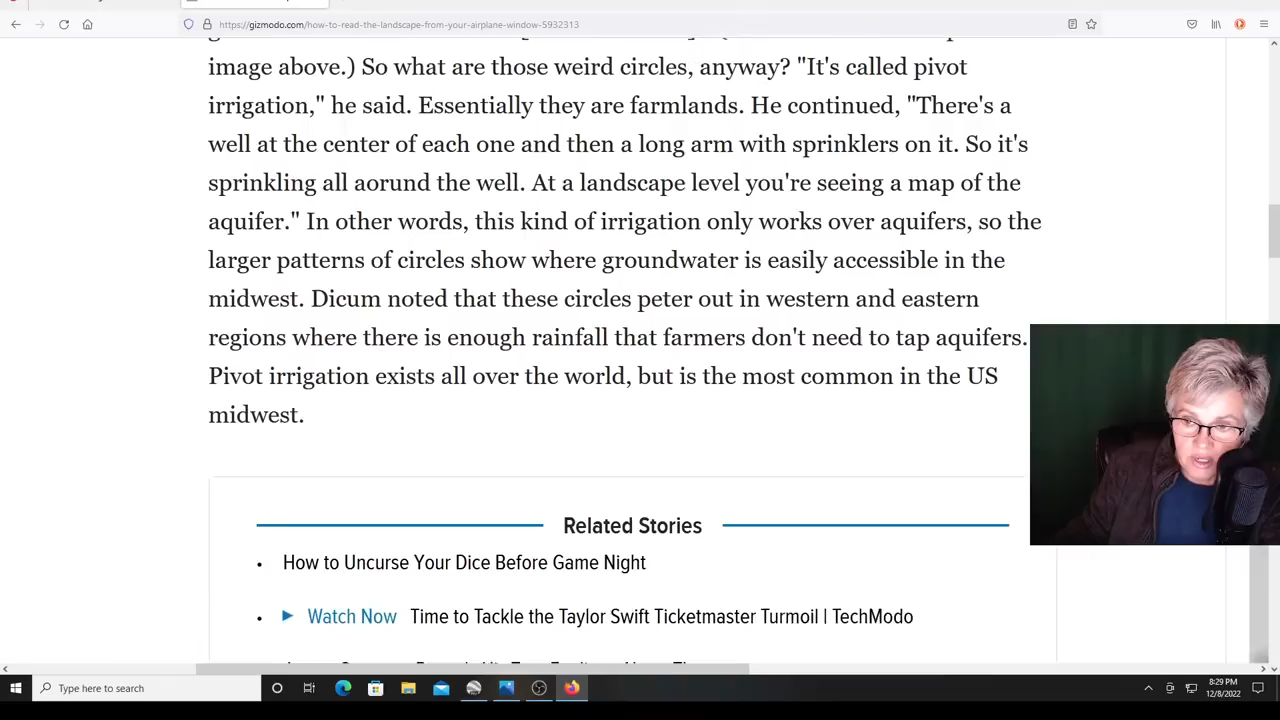 https://gizmodo.com/how-to-read-the-landscape-from-your-airplane-window-5932313
image above.) So what are those weird circles, anyway? "It's called pivot
irrigation," he said. Essentially they are farmlands. He continued, "There's a
well at the center of each one and then a long arm with sprinklers on it. So it's
sprinkling all aorund the well. At a landscape level you're seeing a map of the
aquifer." In other words, this kind of irrigation only works over aquifers, so the
larger patterns of circles show where groundwater is easily accessible in the
midwest. Dicum noted that these circles peter out in western and eastern
regions where there is enough rainfall that farmers don't need to tap aquifers.
Pivot irrigation exists all over the world, but is the most common in the US
midwest.
Related Stories
• How to Uncurse Your Dice Before Game Night
• Watch Now Time to Tackle the Taylor Swift Ticketmaster Turmoil | TechModo
Type here to search
8:29 PM
12/8/2022